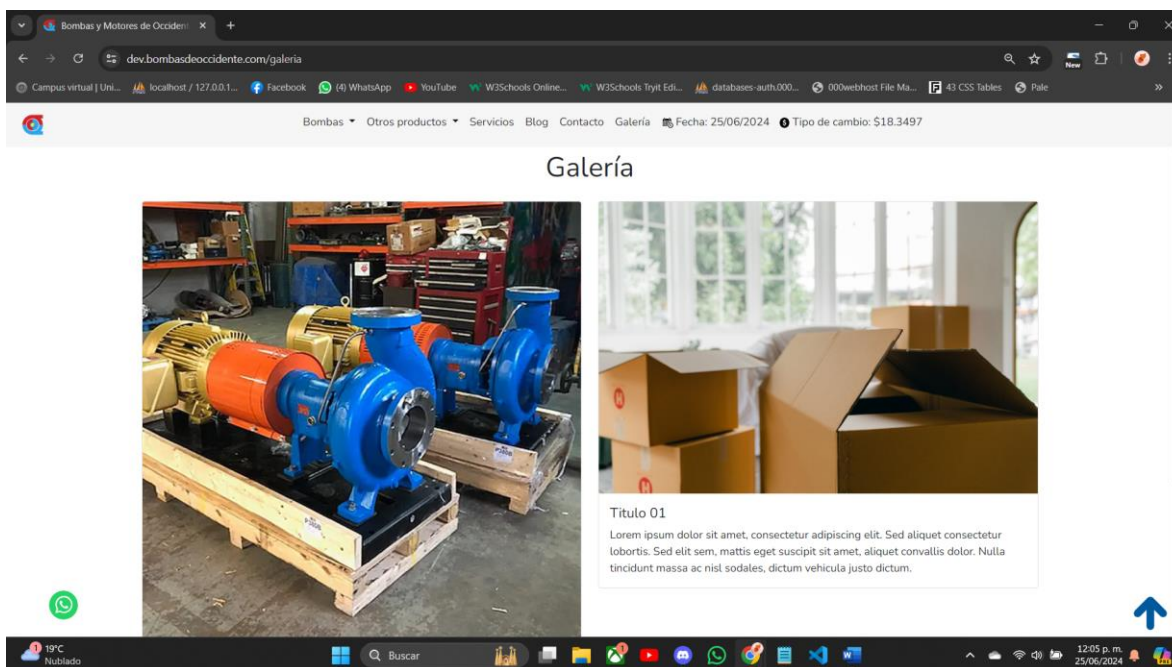 Bombas y Motores de Occident
dev.bombasdeoccidente.com/galeria
New
Campus virtual | Uni... localhost / 127.0.0.1... Facebook (4) WhatsApp YouTube W3Schools Online... W3Schools Tryit Edi... databases-auth.000... 000webhost File Ma... 43 CSS Tables Pale
Bombas Otros productos Servicios Blog Contacto Galería Fecha: 25/06/2024 Tipo de cambio: $18.3497
Galería
H
H
Titulo 01
Lorem ipsum dolor sit amet, consectetur adipiscing elit. Sed aliquet consectetur
lobortis. Sed elit sem, mattis eget suscipit sit amet, aliquet convallis dolor. Nulla
tincidunt massa ac nisl sodales, dictum vehicula justo dictum.
1
19°C
Nublado
Buscar
12:05 p. m.
25/06/2024